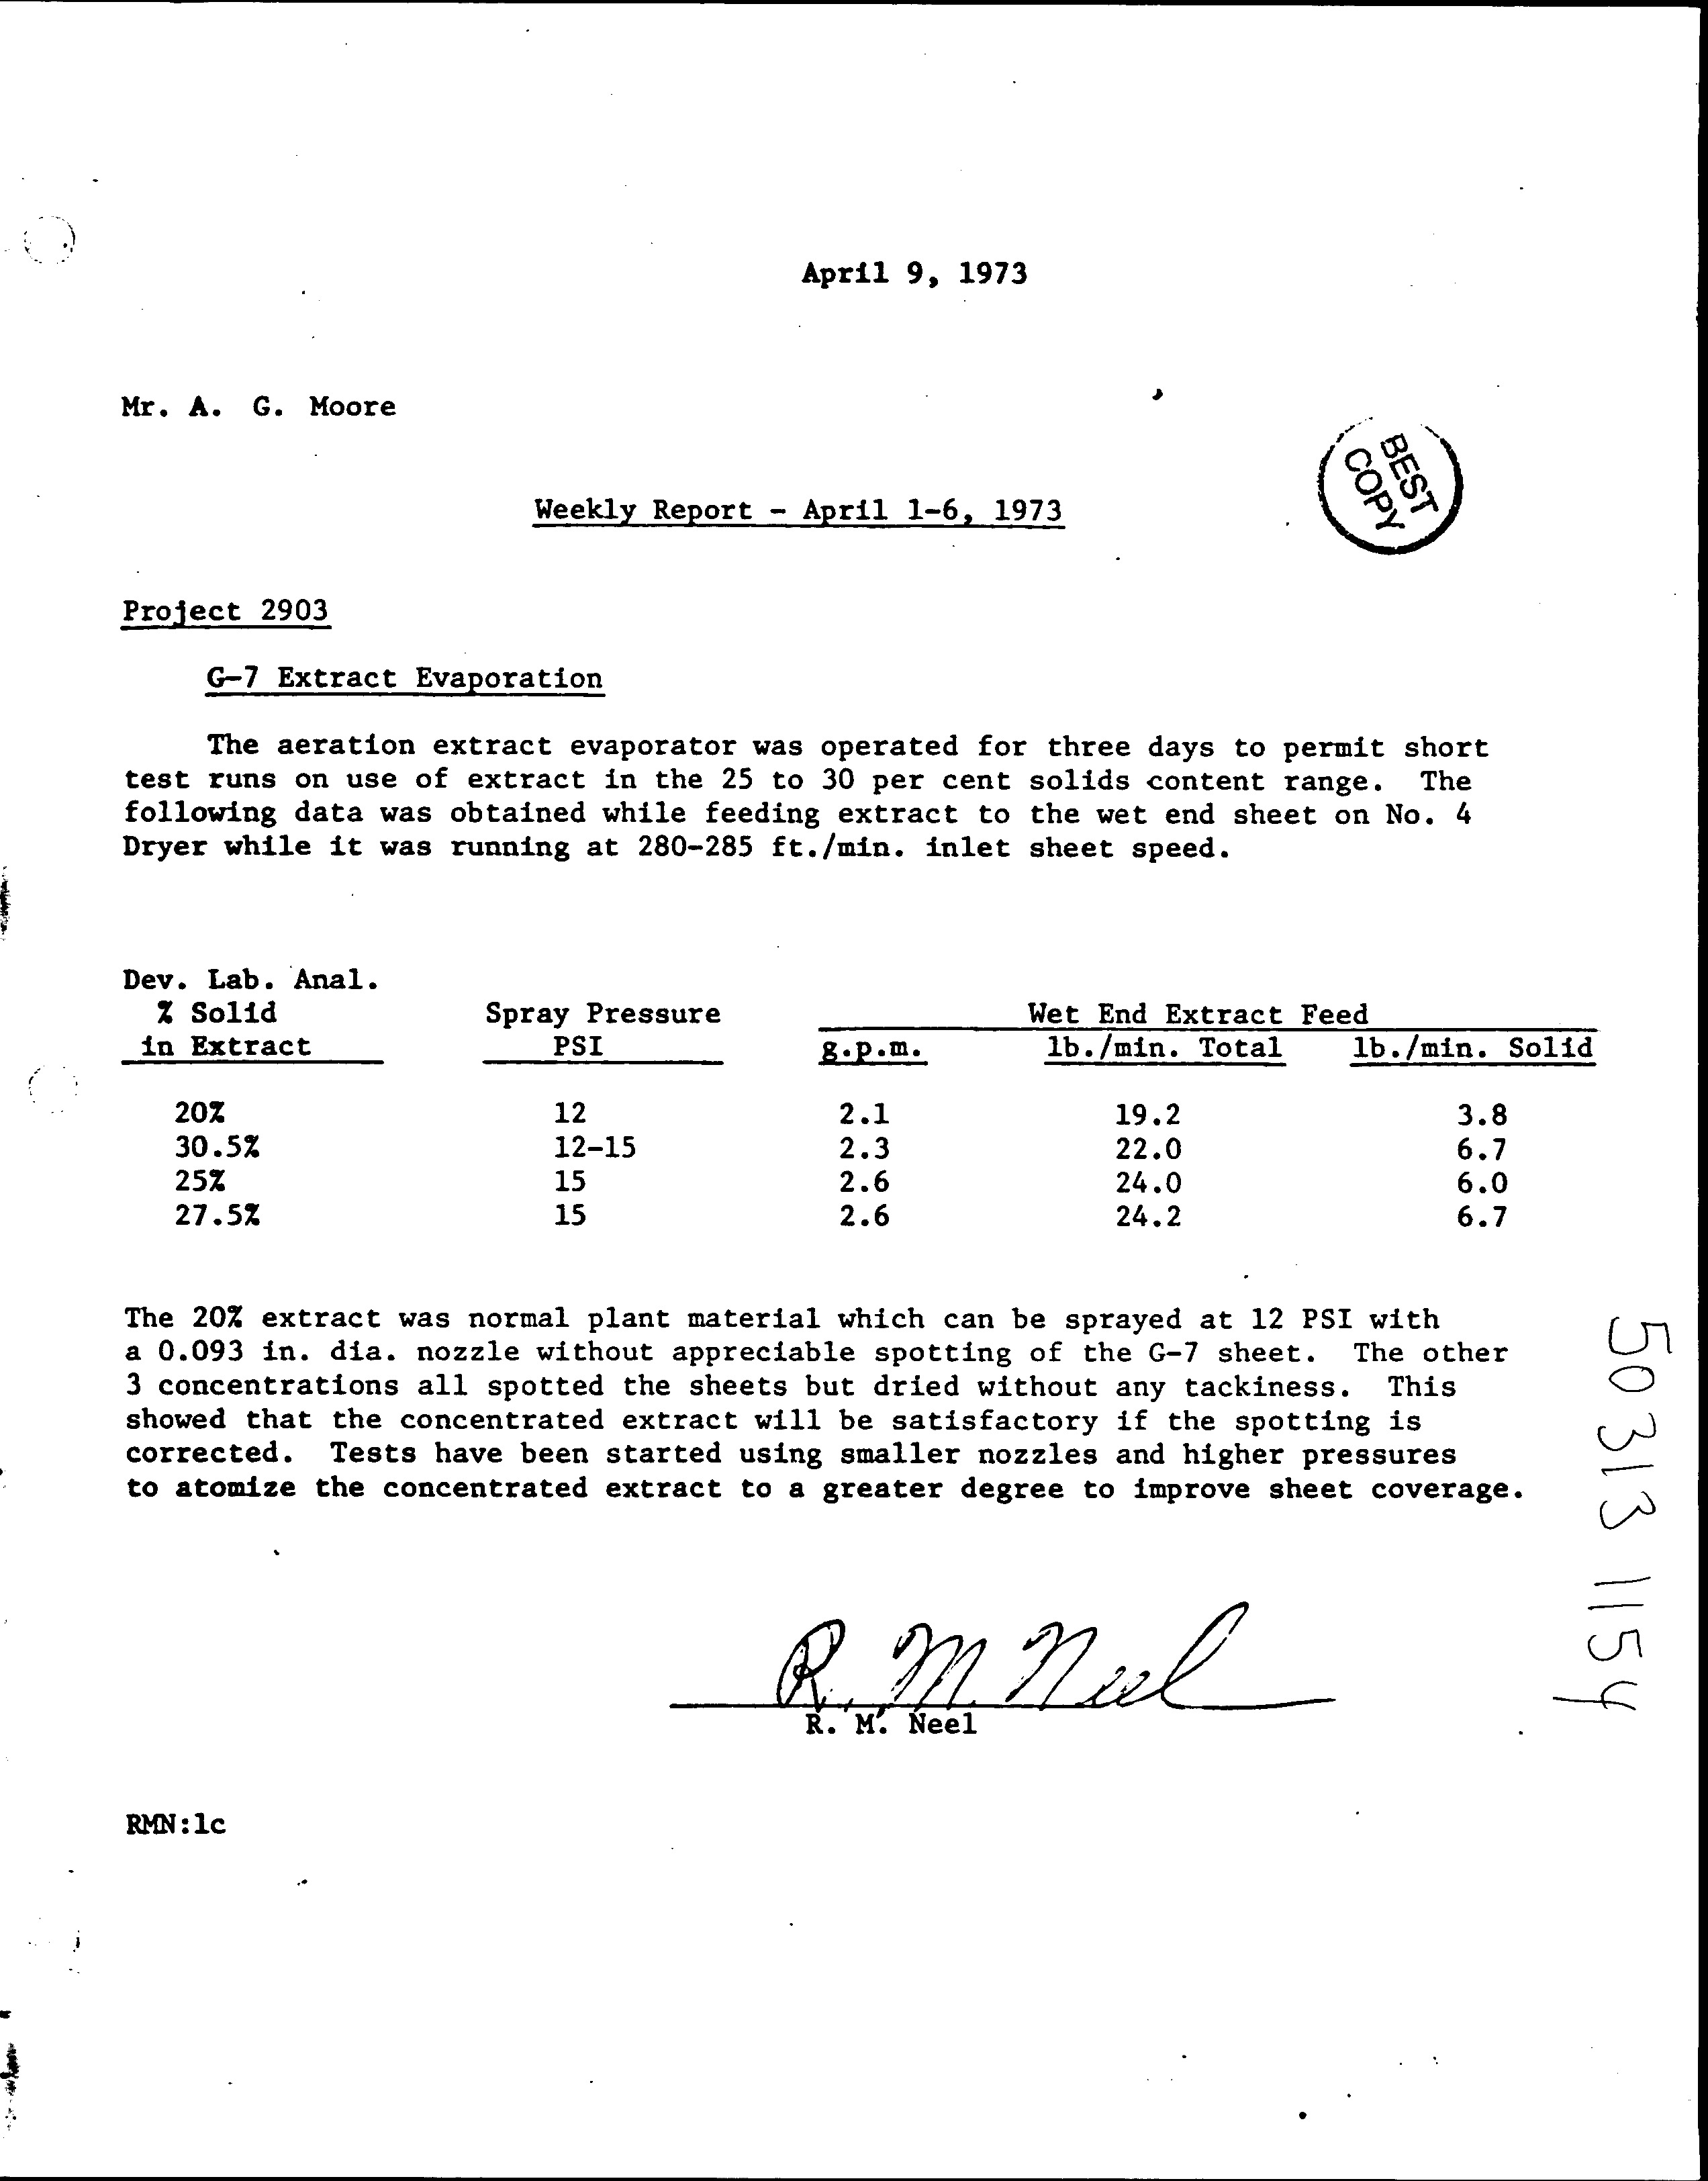 April 9, 1973
Mr. A. G. Moore
BEST
COPY
Weekly Report - April 1-6, 1973
Project 2903
G-7 Extract Evaporation
The aeration extract evaporator was operated for three days to permit short
test runs on use of extract in the 25 to 30 per cent solids content range. The
following data was obtained while feeding extract to the wet end sheet on No. 4
Dryer while it was running at 280-285 ft./min. inlet sheet speed.
Dev. Lab. Anal.
% Solid Spray Pressure Wet End Extract Feed
in Extract PSI g.p.m. lb./min. Total lb./min. Solid
20% 12 2.1 19.2 3.8
30.5% 12-15 2.3 22.0 6.7
25% 15 2.6 24.0 6.0
27.5% 15 2.6 24.2 6.7
The 20% extract was normal plant material which can be sprayed at 12 PSI with
a 0.093 in. dia. nozzle without appreciable spotting of the G-7 sheet. The other
3 concentrations all spotted the sheets but dried without any tackiness. This
showed that the concentrated extract will be satisfactory if the spotting is
corrected. Tests have been started using smaller nozzles and higher pressures
to atomize the concentrated extract to a greater degree to improve sheet coverage.
R. M. Neel
R. M. Neel
RMN:lc
50313 1154